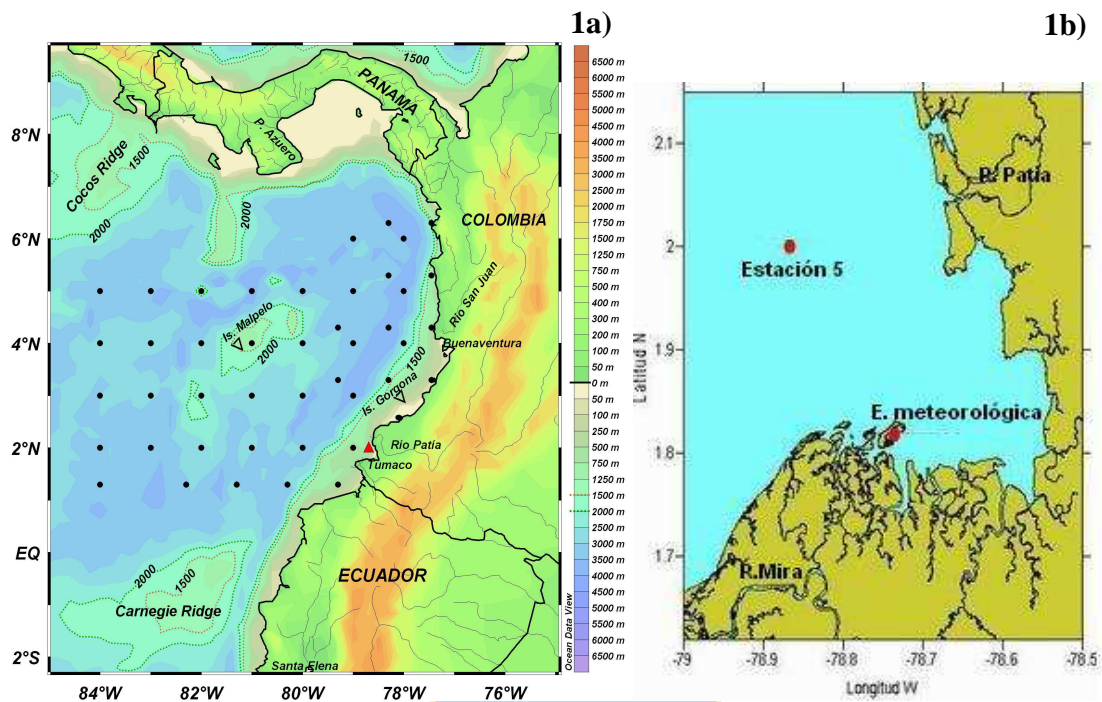 1a)
1b)
1500
PANAMA
P. Azuero
8°N
Cocos Ridge
1500
2000
2000
COLOMBIA
6°N
Rio San Juan
Is. Malpelo
4°N
2000
1500
Buenaventura
Is. Gorgona
2°N
Rio Patía
Tumaco
EQ
2000
1500
ECUADOR
Carnegie Ridge
2°S
Santa Elena
84°W
82°W
80°W
78°W
76°W
6500 m
6000 m
5000 m
4500 m
4000 m
3500 m
3000 m
2500 m
2000 m
1750 m
1500 m
1250 m
750 m
500 m
400 m
300 m
200 m
100 m
50 m
0 m
50 m
100 m
250 m
500 m
750 m
1250 m
1500 m
2000 m
2500 m
3000 m
3500 m
4000 m
4500 m
5000 m
5500 m
6000 m
6500 m
Ocean Data View
2.1
R. Patía
2
Estación 5
1.9
Latitud N
E. meteorológica
1.8
1.7
R.Mira
-79
-78.9
-78.8
-78.7
-78.6
-78.5
Longitud W